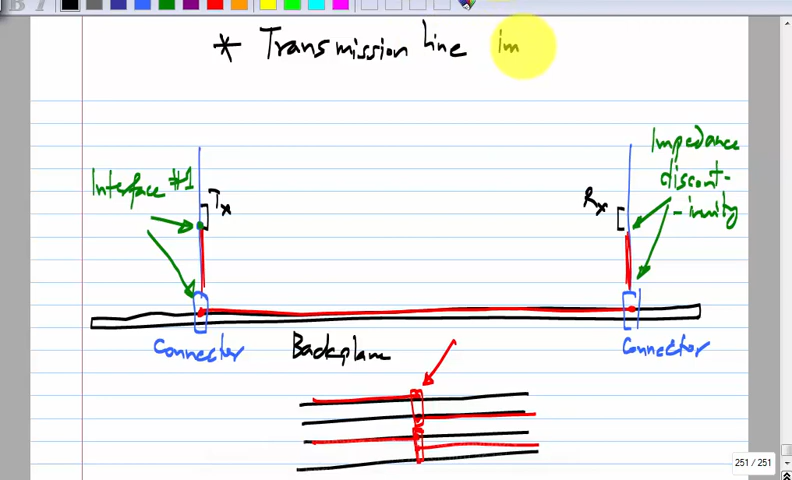 * Transmission line im
Interface #1
Tx
Rx
Impedance
discont-
-inuity
Connector
Backplane
Connector
251 / 251